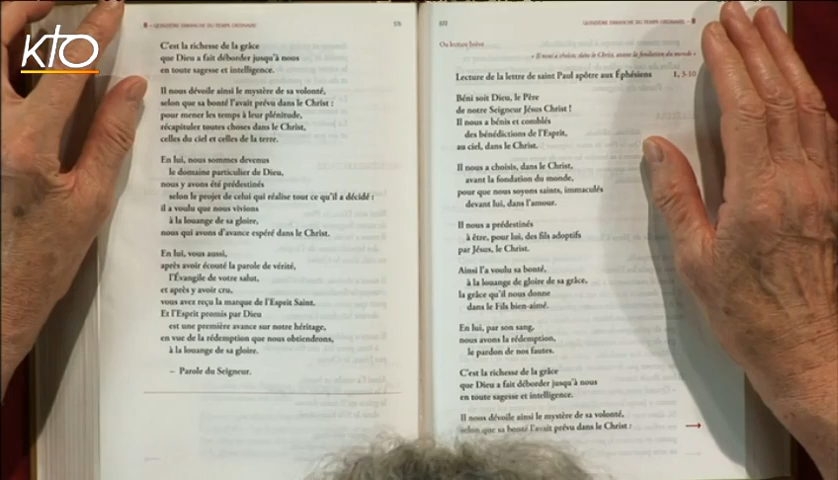 KTO
B - QUINZIÈME DIMANCHE DU TEMPS ORDINAIRE
C'est la richesse de la grâce
que Dieu a fait déborder jusqu'à nous
en toute sagesse et intelligence.
Il nous dévoile ainsi le mystère de sa volonté,
selon que sa bonté l'avait prévu dans le Christ :
pour mener les temps à leur plénitude,
récapituler toutes choses dans le Christ,
celles du ciel et celles de la terre.
En lui, nous sommes devenus
le domaine particulier de Dieu,
nous y avons été prédestinés
selon le projet de celui qui réalise tout ce qu'il a décidé :
il a voulu que nous vivions
à la louange de sa gloire,
nous qui avons d'avance espéré dans le Christ.
En lui, vous aussi,
après avoir écouté la parole de vérité,
l'Évangile de votre salut,
et après y avoir cru,
vous avez reçu la marque de l'Esprit Saint.
Et l'Esprit promis par Dieu
est une première avance sur notre héritage,
en vue de la rédemption que nous obtiendrons,
à la louange de sa gloire.
– Parole du Seigneur.
QUINZIÈME DIMANCHE DU TEMPS ORDINAIRE - B
Ou lecture brève
« Il nous a choisis, dans le Christ, avant la fondation du monde »
Lecture de la lettre de saint Paul apôtre aux Éphésiens 1, 3-10
Béni soit Dieu, le Père
de notre Seigneur Jésus Christ !
Il nous a bénis et comblés
des bénédictions de l'Esprit,
au ciel, dans le Christ.
Il nous a choisis, dans le Christ,
avant la fondation du monde,
pour que nous soyons saints, immaculés
devant lui, dans l'amour.
Il nous a prédestinés
à être, pour lui, des fils adoptifs
par Jésus, le Christ.
Ainsi l'a voulu sa bonté,
à la louange de gloire de sa grâce,
la grâce qu'il nous donne
dans le Fils bien-aimé.
En lui, par son sang,
nous avons la rédemption,
le pardon de nos fautes.
C'est la richesse de la grâce
que Dieu a fait déborder jusqu'à nous
en toute sagesse et intelligence.
Il nous dévoile ainsi le mystère de sa volonté,
selon que sa bonté l'avait prévu dans le Christ :